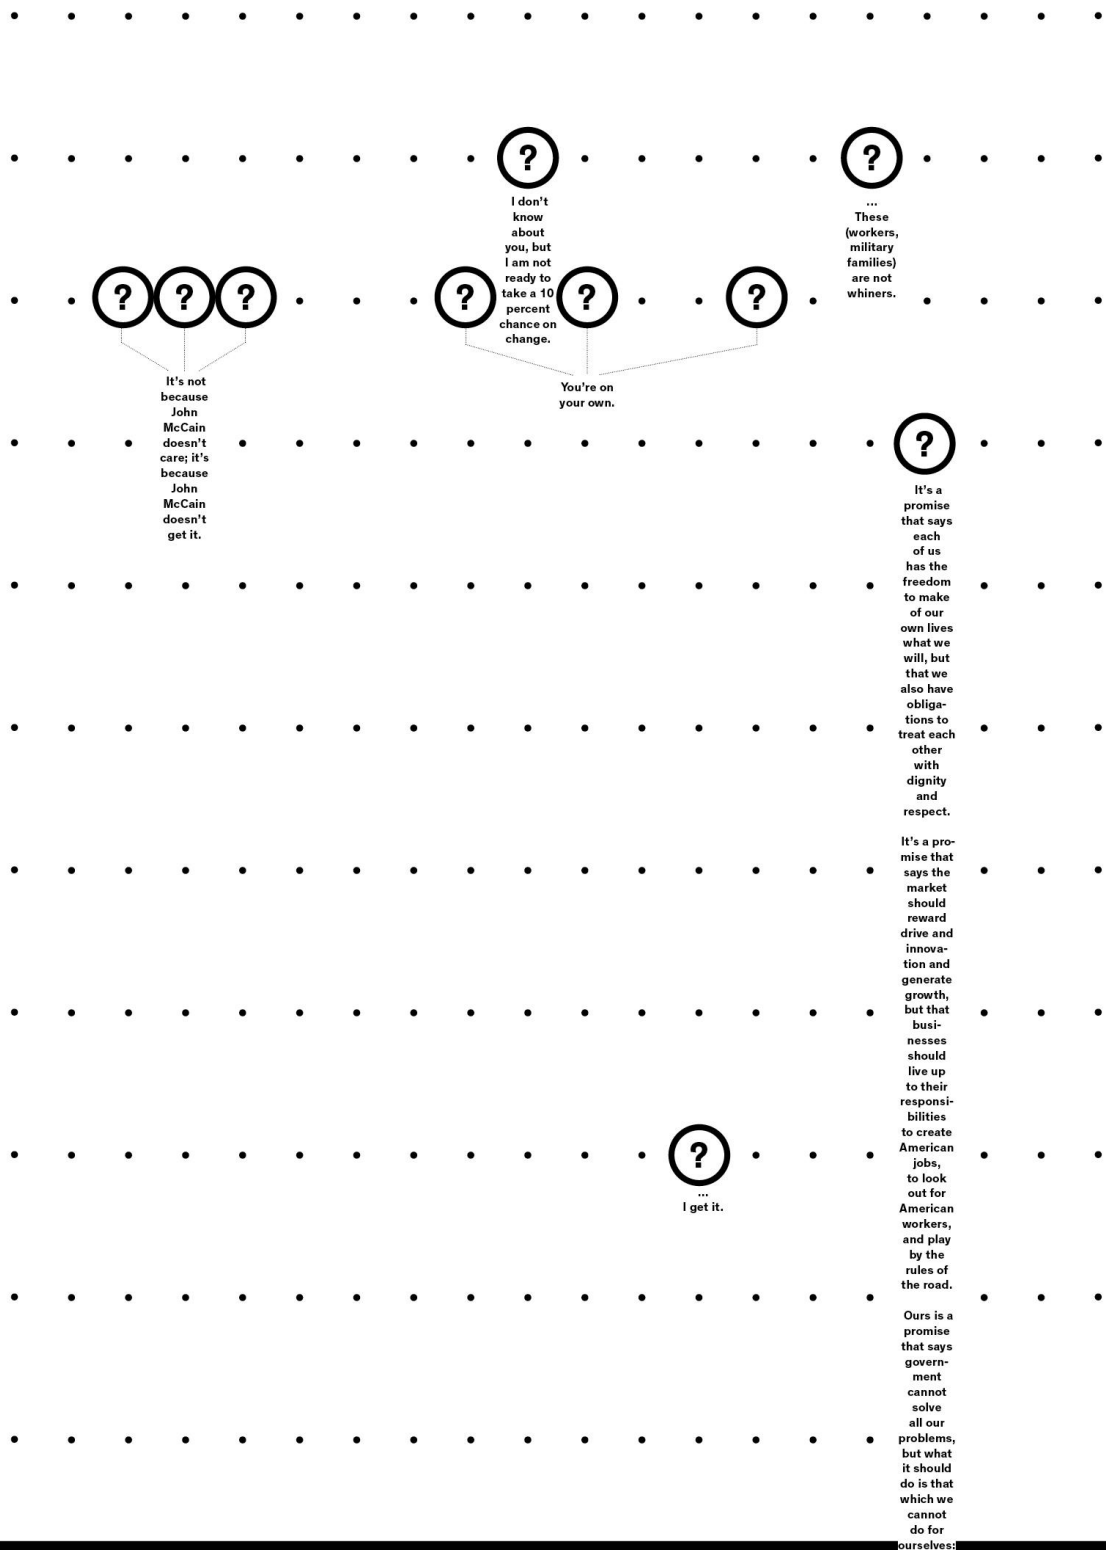 ?
?
I don't
know
about
you, but
I am not
ready to
take a 10
percent
chance on
change.
...
These
(workers,
military
families)
are not
whiners.
?
?
?
?
?
?
It's not
because
John
McCain
doesn't
care; it's
because
John
McCain
doesn't
get it.
You're on
your own.
?
It's a
promise
that says
each
of us
has the
freedom
to make
of our
own lives
what we
will, but
that we
also have
obliga-
tions to
treat each
other
with
dignity
and
respect.
It's a pro-
mise that
says the
market
should
reward
drive and
innova-
tion and
generate
growth,
but that
busi-
nesses
should
live up
to their
responsi-
bilities
to create
American
jobs,
to look
out for
American
workers,
and play
by the
rules of
the road.
?
...
I get it.
Ours is a
promise
that says
govern-
ment
cannot
solve
all our
problems,
but what
it should
do is that
which we
cannot
do for
ourselves: